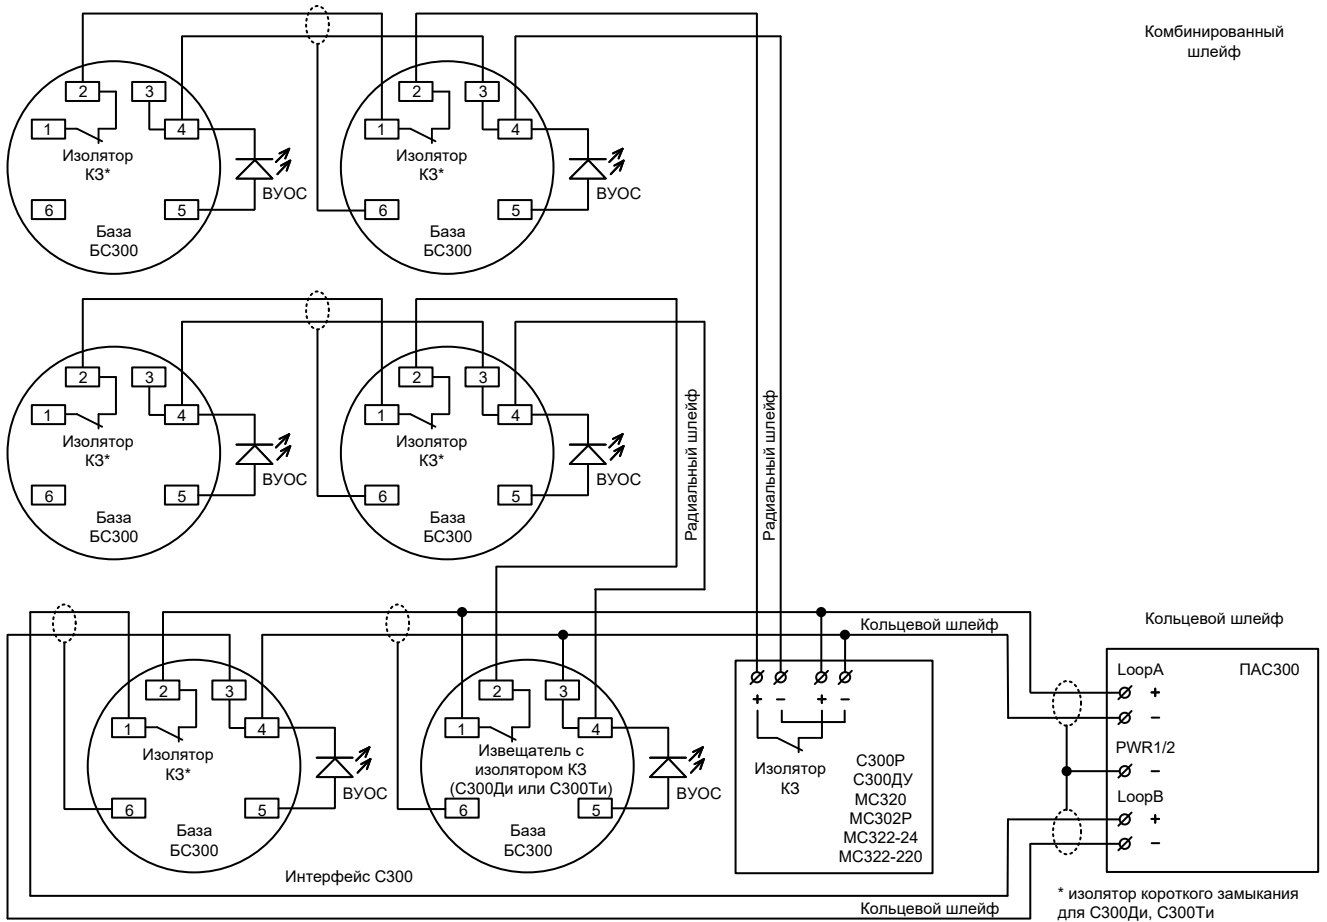 Комбинированный
шлейф
2
3
1
4
Изолятор
КЗ*
ВУОС
6
5
База
БС300
2
3
1
4
Изолятор
КЗ*
ВУОС
6
5
База
БС300
2
3
1
4
Изолятор
КЗ*
ВУОС
6
5
База
БС300
2
3
1
4
Изолятор
КЗ*
ВУОС
6
5
База
БС300
Радиальный шлейф
Радиальный шлейф
Кольцевой шлейф
Кольцевой шлейф
2
3
1
4
Изолятор
КЗ*
ВУОС
6
5
База
БС300
2
3
1
4
Извещатель с
изолятором КЗ
(С300Ди или С300Ти)
ВУОС
6
5
База
БС300
+ − + −
Изолятор
КЗ
С300Р
С300ДУ
МС320
МС302Р
МС322-24
МС322-220
LoopA ПАС300
+
−
PWR1/2
−
LoopB
+
−
Интерфейс С300
Кольцевой шлейф
* изолятор короткого замыкания
для С300Ди, С300Ти